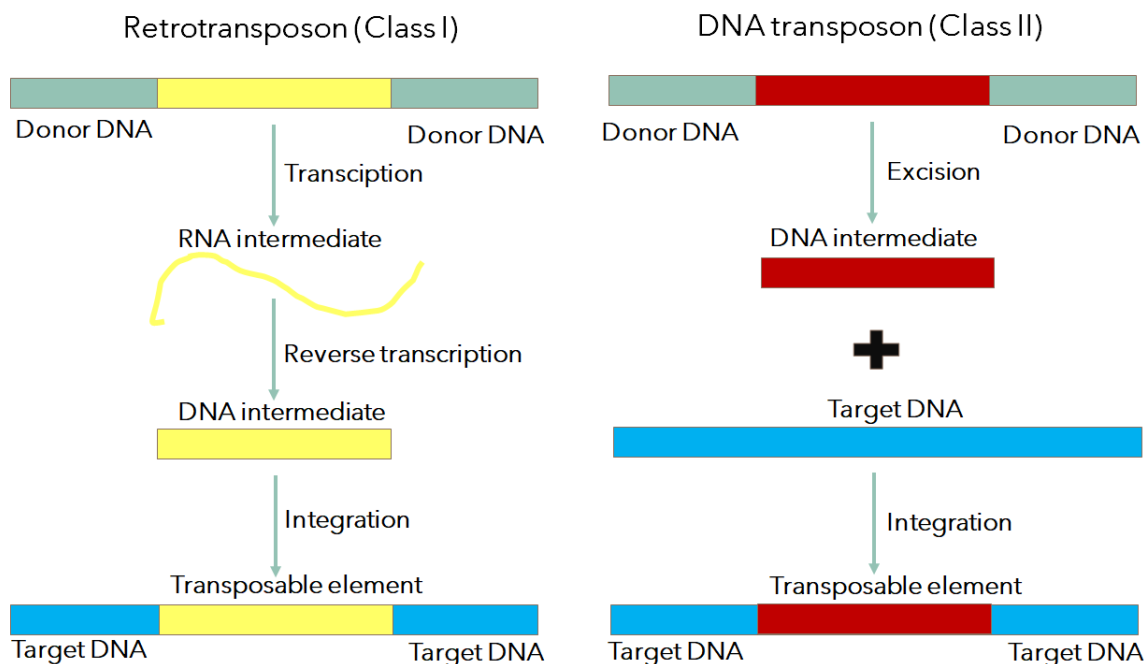 Retrotransposon (Class I)
Donor DNA
Donor DNA
Transciption
RNA intermediate
Reverse transcription
DNA intermediate
Integration
Transposable element
Target DNA
Target DNA
DNA transposon (Class II)
Donor DNA
Donor DNA
Excision
DNA intermediate
Target DNA
Integration
Transposable element
Target DNA
Target DNA